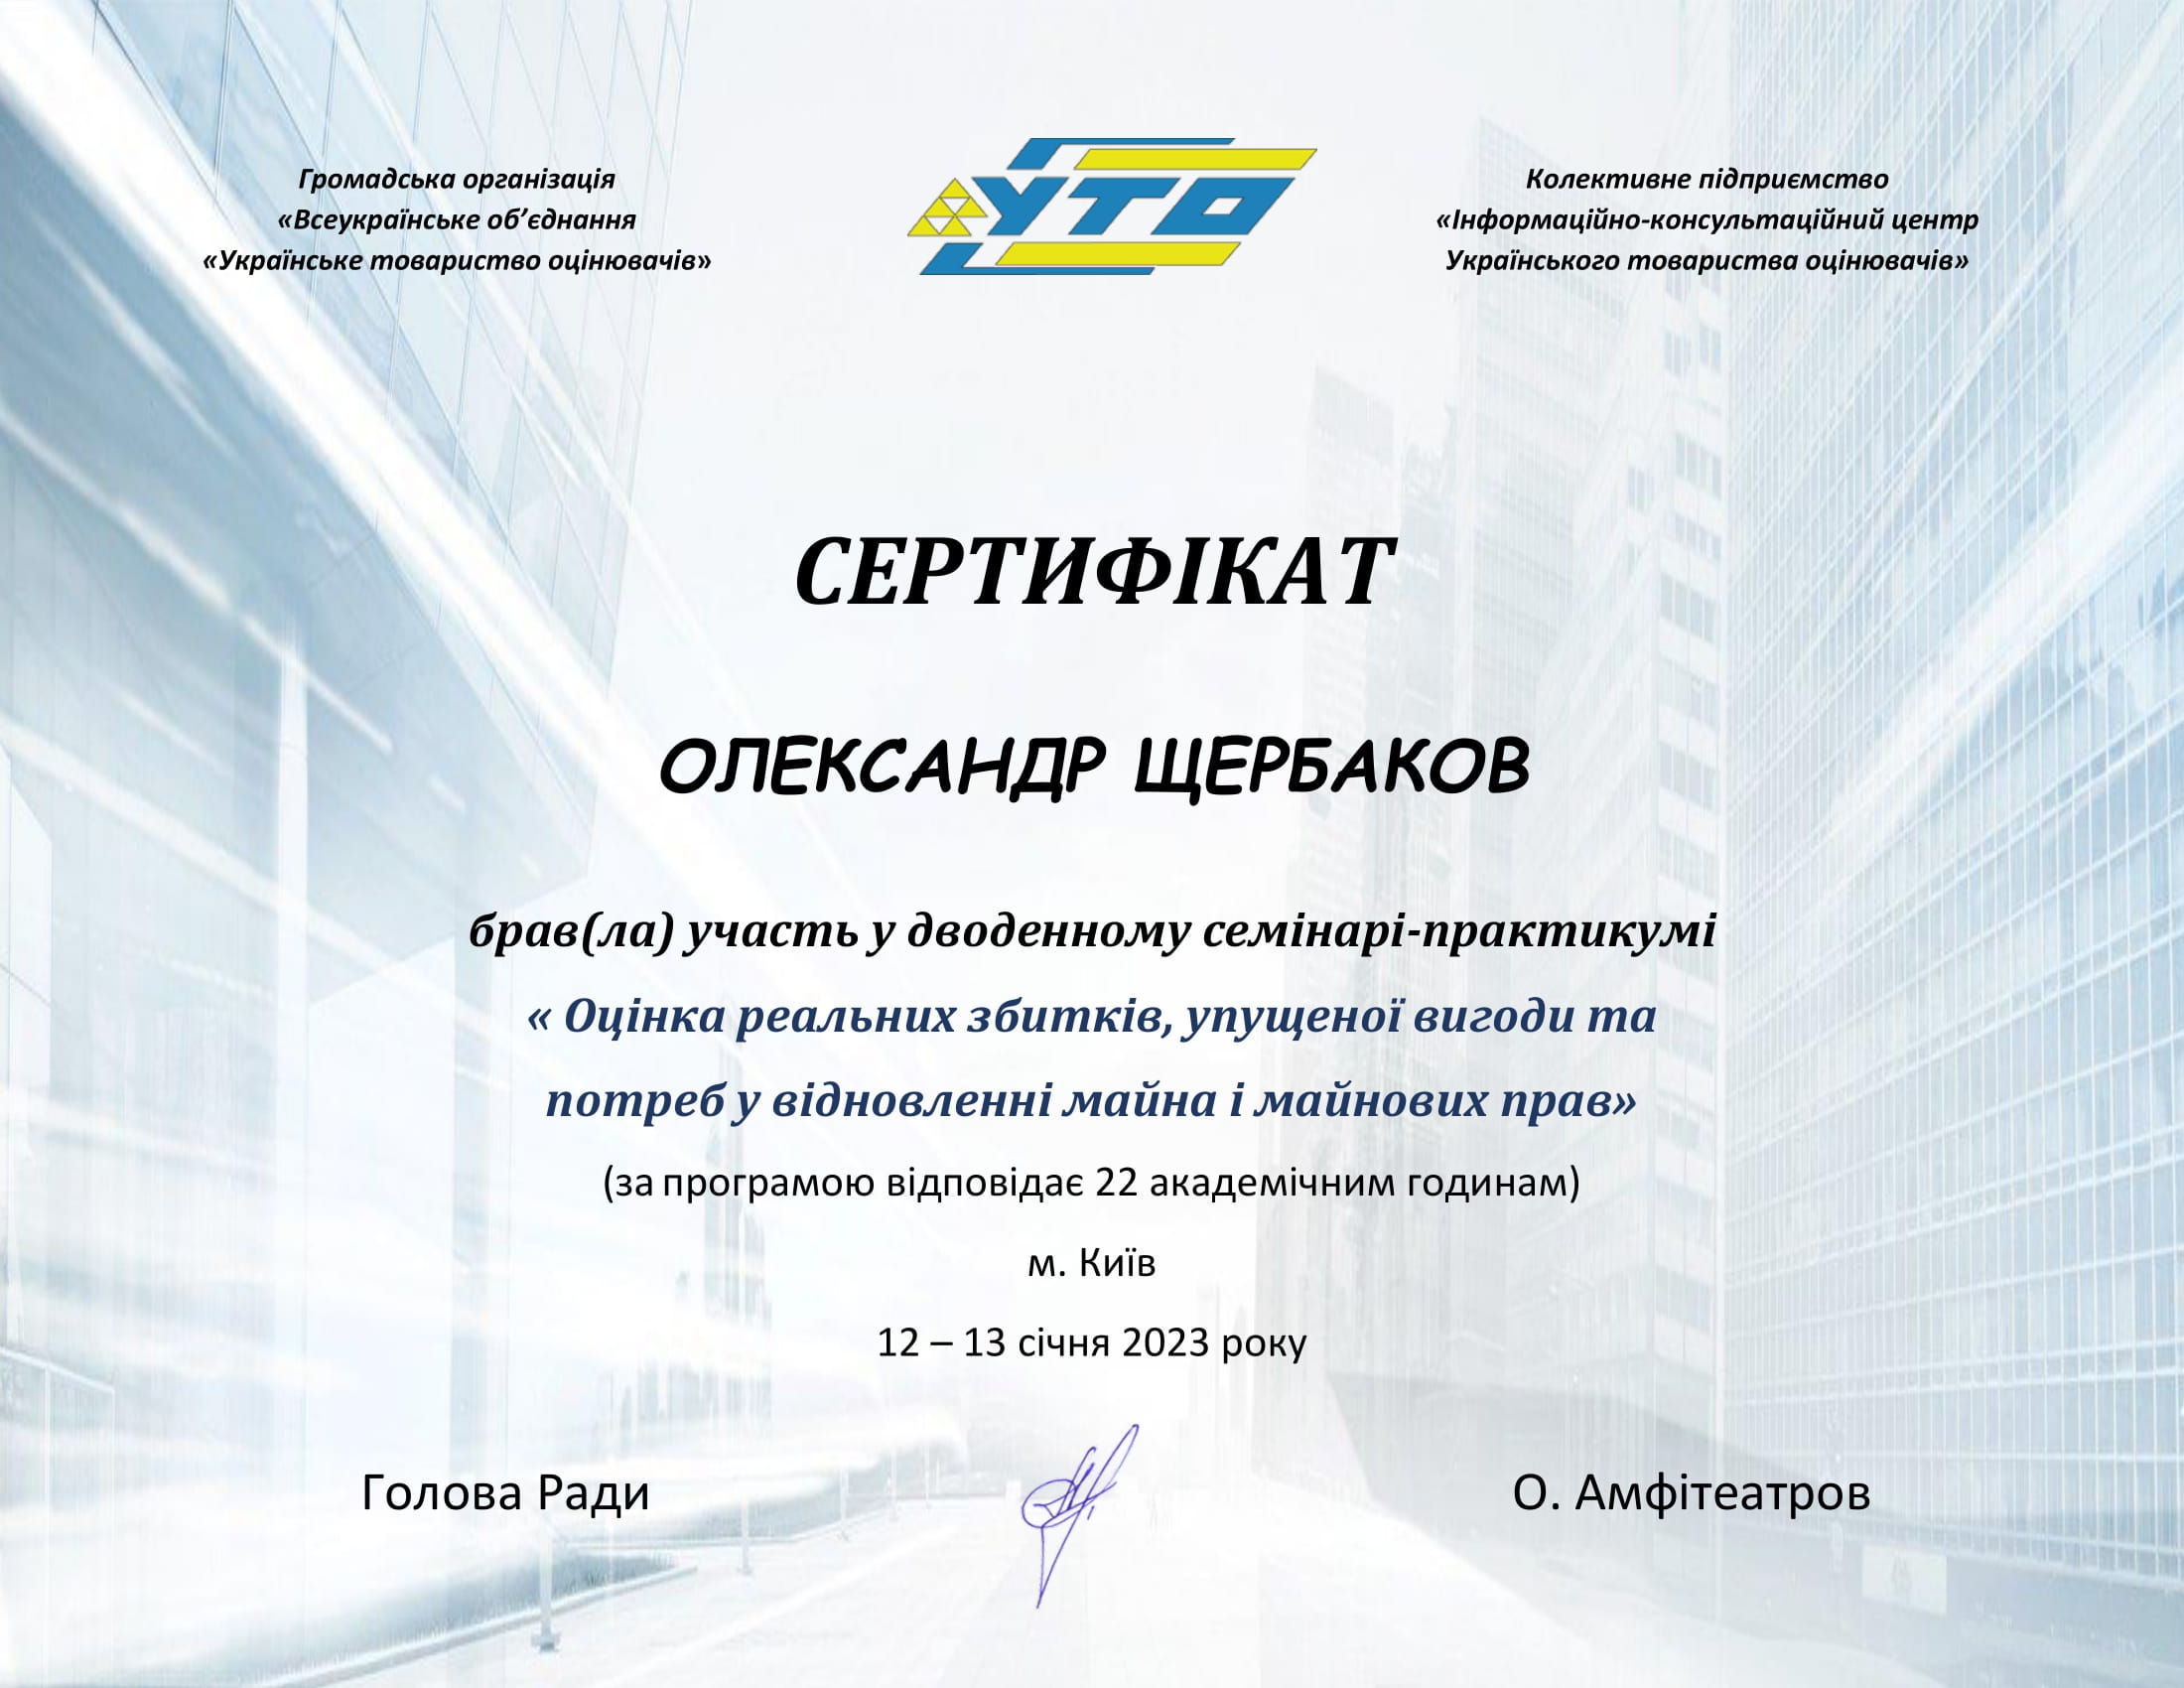 Громадська організація
«Всеукраїнське об’єднання
«Українське товариство оцінювачів»
УТО
Колективне підприємство
«Інформаційно-консультаційний центр
Українського товариства оцінювачів»
СЕРТИФІКАТ
ОЛЕКСАНДР ЩЕРБАКОВ
брав(ла) участь у дводенному семінарі-практикумі
« Оцінка реальних збитків, упущеної вигоди та
потреб у відновленні майна і майнових прав»
(за програмою відповідає 22 академічним годинам)
м. Київ
12 – 13 січня 2023 року
Голова Ради
О. Амфітеатров